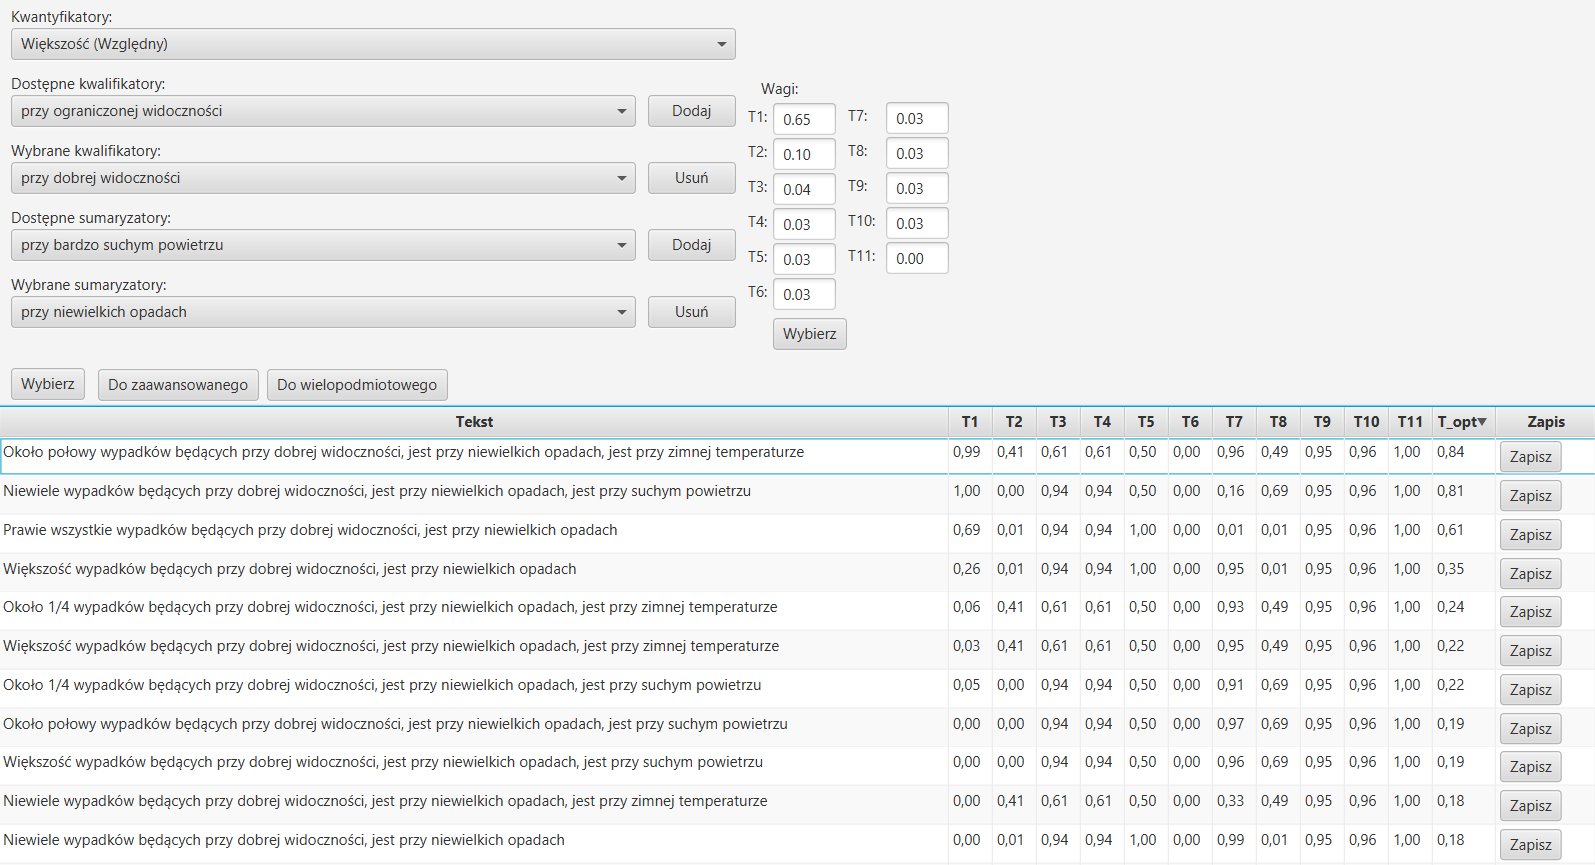 Kwantyfikatory:
Większość (Względny)
Dostępne kwalifikatory:
przy ograniczonej widoczności
Dodaj
Wybrane kwalifikatory:
przy dobrej widoczności
Usuń
Dostępne sumaryzatory:
przy bardzo suchym powietrzu
Dodaj
Wybrane sumaryzatory:
przy niewielkich opadach
Usuń
Wagi:
T1: 0.65 T7: 0.03
T2: 0.10 T8: 0.03
T3: 0.04 T9: 0.03
T4: 0.03 T10: 0.03
T5: 0.03 T11: 0.00
T6: 0.03
Wybierz
Wybierz Do zaawansowanego Do wielopodmiotowego
Tekst T1 T2 T3 T4 T5 T6 T7 T8 T9 T10 T11 T_opt Zapis
Około połowy wypadków będących przy dobrej widoczności, jest przy niewielkich opadach, jest przy zimnej temperaturze 0,99 0,41 0,61 0,61 0,50 0,00 0,96 0,49 0,95 0,96 1,00 0,84 Zapisz
Niewiele wypadków będących przy dobrej widoczności, jest przy niewielkich opadach, jest przy suchym powietrzu 1,00 0,00 0,94 0,94 0,50 0,00 0,16 0,69 0,95 0,96 1,00 0,81 Zapisz
Prawie wszystkie wypadków będących przy dobrej widoczności, jest przy niewielkich opadach 0,69 0,01 0,94 0,94 1,00 0,00 0,01 0,01 0,95 0,96 1,00 0,61 Zapisz
Większość wypadków będących przy dobrej widoczności, jest przy niewielkich opadach 0,26 0,01 0,94 0,94 1,00 0,00 0,95 0,01 0,95 0,96 1,00 0,35 Zapisz
Około 1/4 wypadków będących przy dobrej widoczności, jest przy niewielkich opadach, jest przy zimnej temperaturze 0,06 0,41 0,61 0,61 0,50 0,00 0,93 0,49 0,95 0,96 1,00 0,24 Zapisz
Większość wypadków będących przy dobrej widoczności, jest przy niewielkich opadach, jest przy zimnej temperaturze 0,03 0,41 0,61 0,61 0,50 0,00 0,95 0,49 0,95 0,96 1,00 0,22 Zapisz
Około 1/4 wypadków będących przy dobrej widoczności, jest przy niewielkich opadach, jest przy suchym powietrzu 0,05 0,00 0,94 0,94 0,50 0,00 0,91 0,69 0,95 0,96 1,00 0,22 Zapisz
Około połowy wypadków będących przy dobrej widoczności, jest przy niewielkich opadach, jest przy suchym powietrzu 0,00 0,00 0,94 0,94 0,50 0,00 0,97 0,69 0,95 0,96 1,00 0,19 Zapisz
Większość wypadków będących przy dobrej widoczności, jest przy niewielkich opadach, jest przy suchym powietrzu 0,00 0,00 0,94 0,94 0,50 0,00 0,96 0,69 0,95 0,96 1,00 0,19 Zapisz
Niewiele wypadków będących przy dobrej widoczności, jest przy niewielkich opadach, jest przy zimnej temperaturze 0,00 0,41 0,61 0,61 0,50 0,00 0,33 0,49 0,95 0,96 1,00 0,18 Zapisz
Niewiele wypadków będących przy dobrej widoczności, jest przy niewielkich opadach 0,00 0,01 0,94 0,94 1,00 0,00 0,99 0,01 0,95 0,96 1,00 0,18 Zapisz